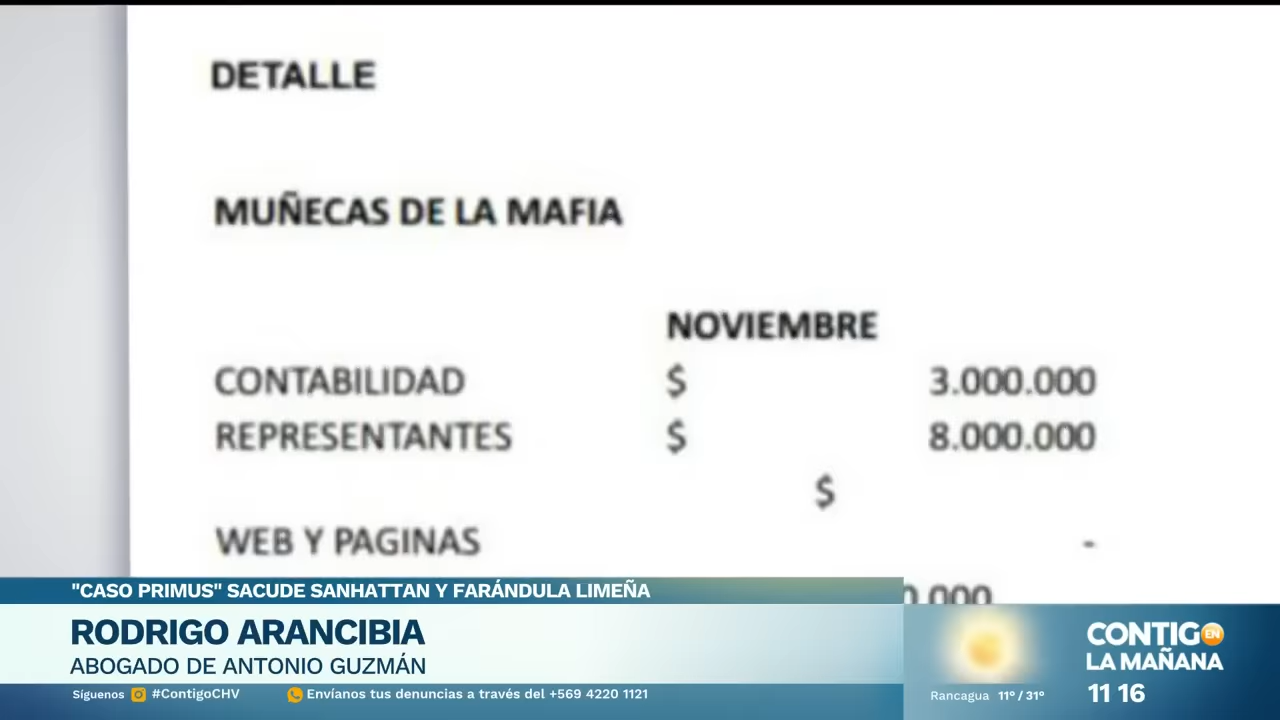 DETALLE
MUÑECAS DE LA MAFIA
NOVIEMBRE
CONTABILIDAD $ 3.000.000
REPRESENTANTES $ 8.000.000
$
WEB Y PAGINAS -
"CASO PRIMUS" SACUDE SANHATTAN Y FARÁNDULA LIMEÑA
RODRIGO ARANCIBIA
ABOGADO DE ANTONIO GUZMÁN
Síguenos #ContigoCHV Envíanos tus denuncias a través del +569 4220 1121
Rancagua 11°/31°
CONTIGO EN
LA MAÑANA
11 16